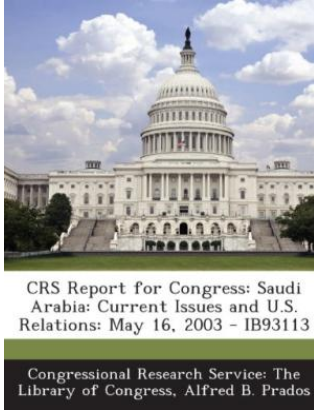 CRS Report for Congress: Saudi
Arabia: Current Issues and U.S.
Relations: May 16, 2003 - IB93113
Congressional Research Service: The
Library of Congress, Alfred B. Prados